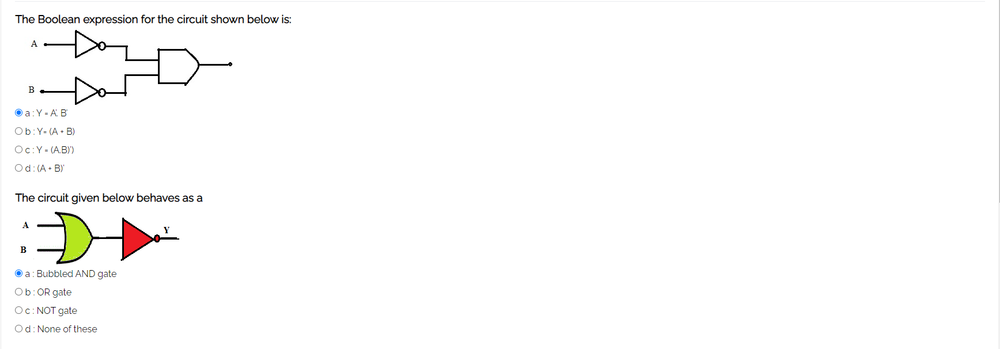 The Boolean expression for the circuit shown below is:
A
B
a : Y = A'. B'
b : Y= (A + B)
c : Y = (A.B)')
d : (A + B)'
The circuit given below behaves as a
A
Y
B
a : Bubbled AND gate
b : OR gate
c : NOT gate
d : None of these